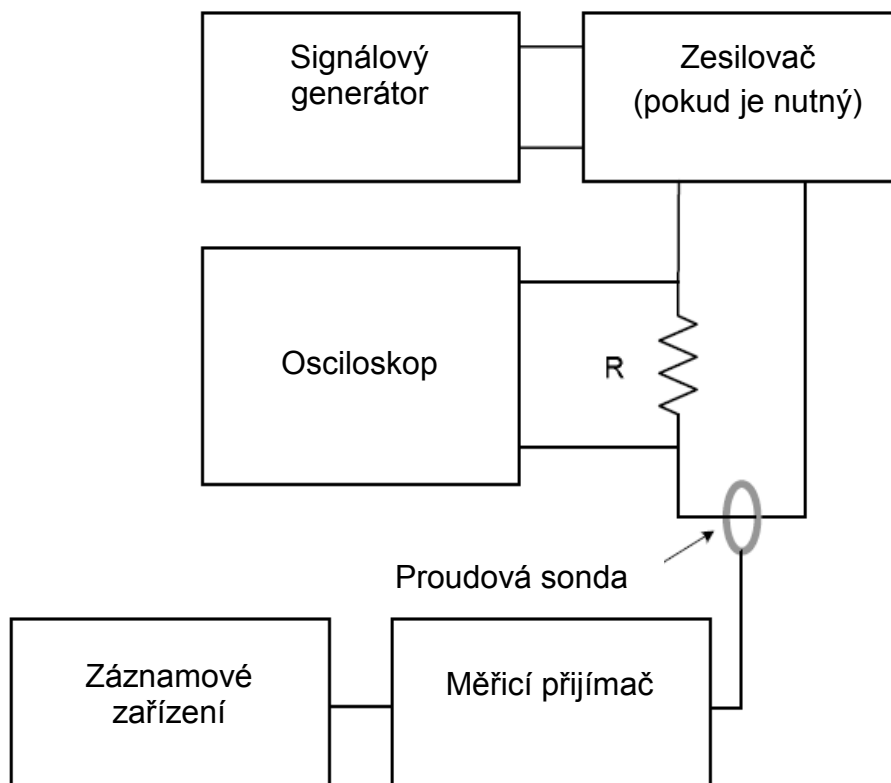 Signálový
generátor
Zesilovač
(pokud je nutný)
Osciloskop
R
Proudová sonda
Záznamové
zařízení
Měřicí přijímač